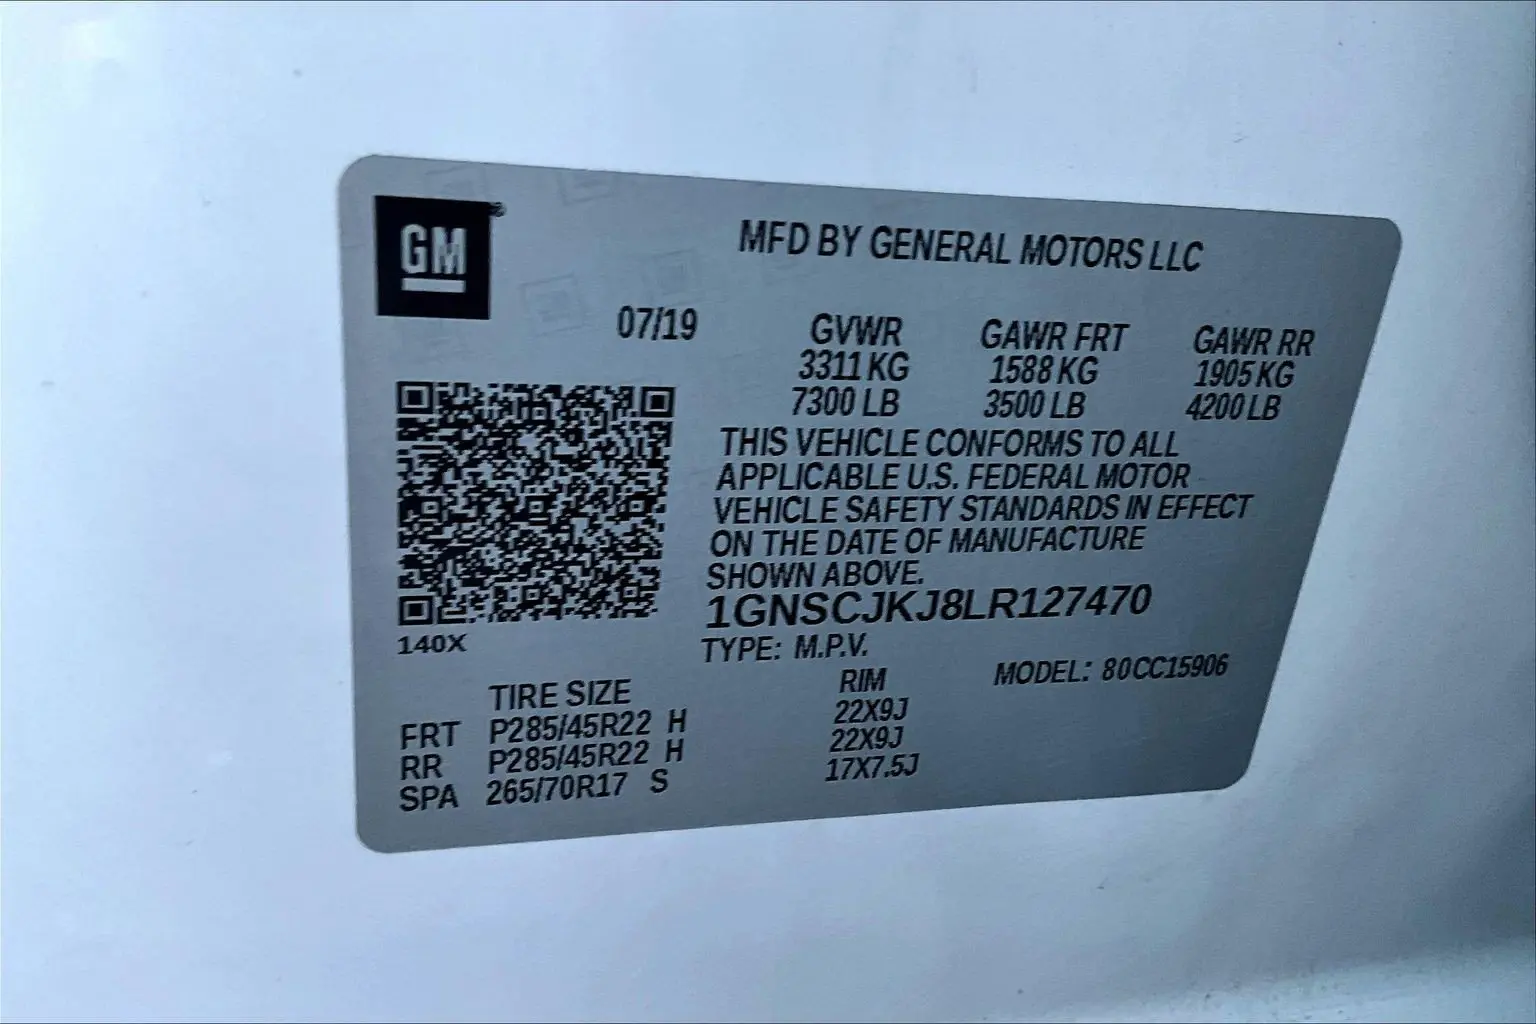 GM
MFD BY GENERAL MOTORS LLC
07/19 GVWR GAWR FRT GAWR RR
3311 KG 1588 KG 1905 KG
7300 LB 3500 LB 4200 LB
THIS VEHICLE CONFORMS TO ALL
APPLICABLE U.S. FEDERAL MOTOR
VEHICLE SAFETY STANDARDS IN EFFECT
ON THE DATE OF MANUFACTURE
SHOWN ABOVE.
1GNSCJKJ8LR127470
140X
TYPE: M.P.V. MODEL: 80CC15906
TIRE SIZE RIM
FRT P285/45R22 H 22X9J
RR P285/45R22 H 22X9J
SPA 265/70R17 S 17X7.5J